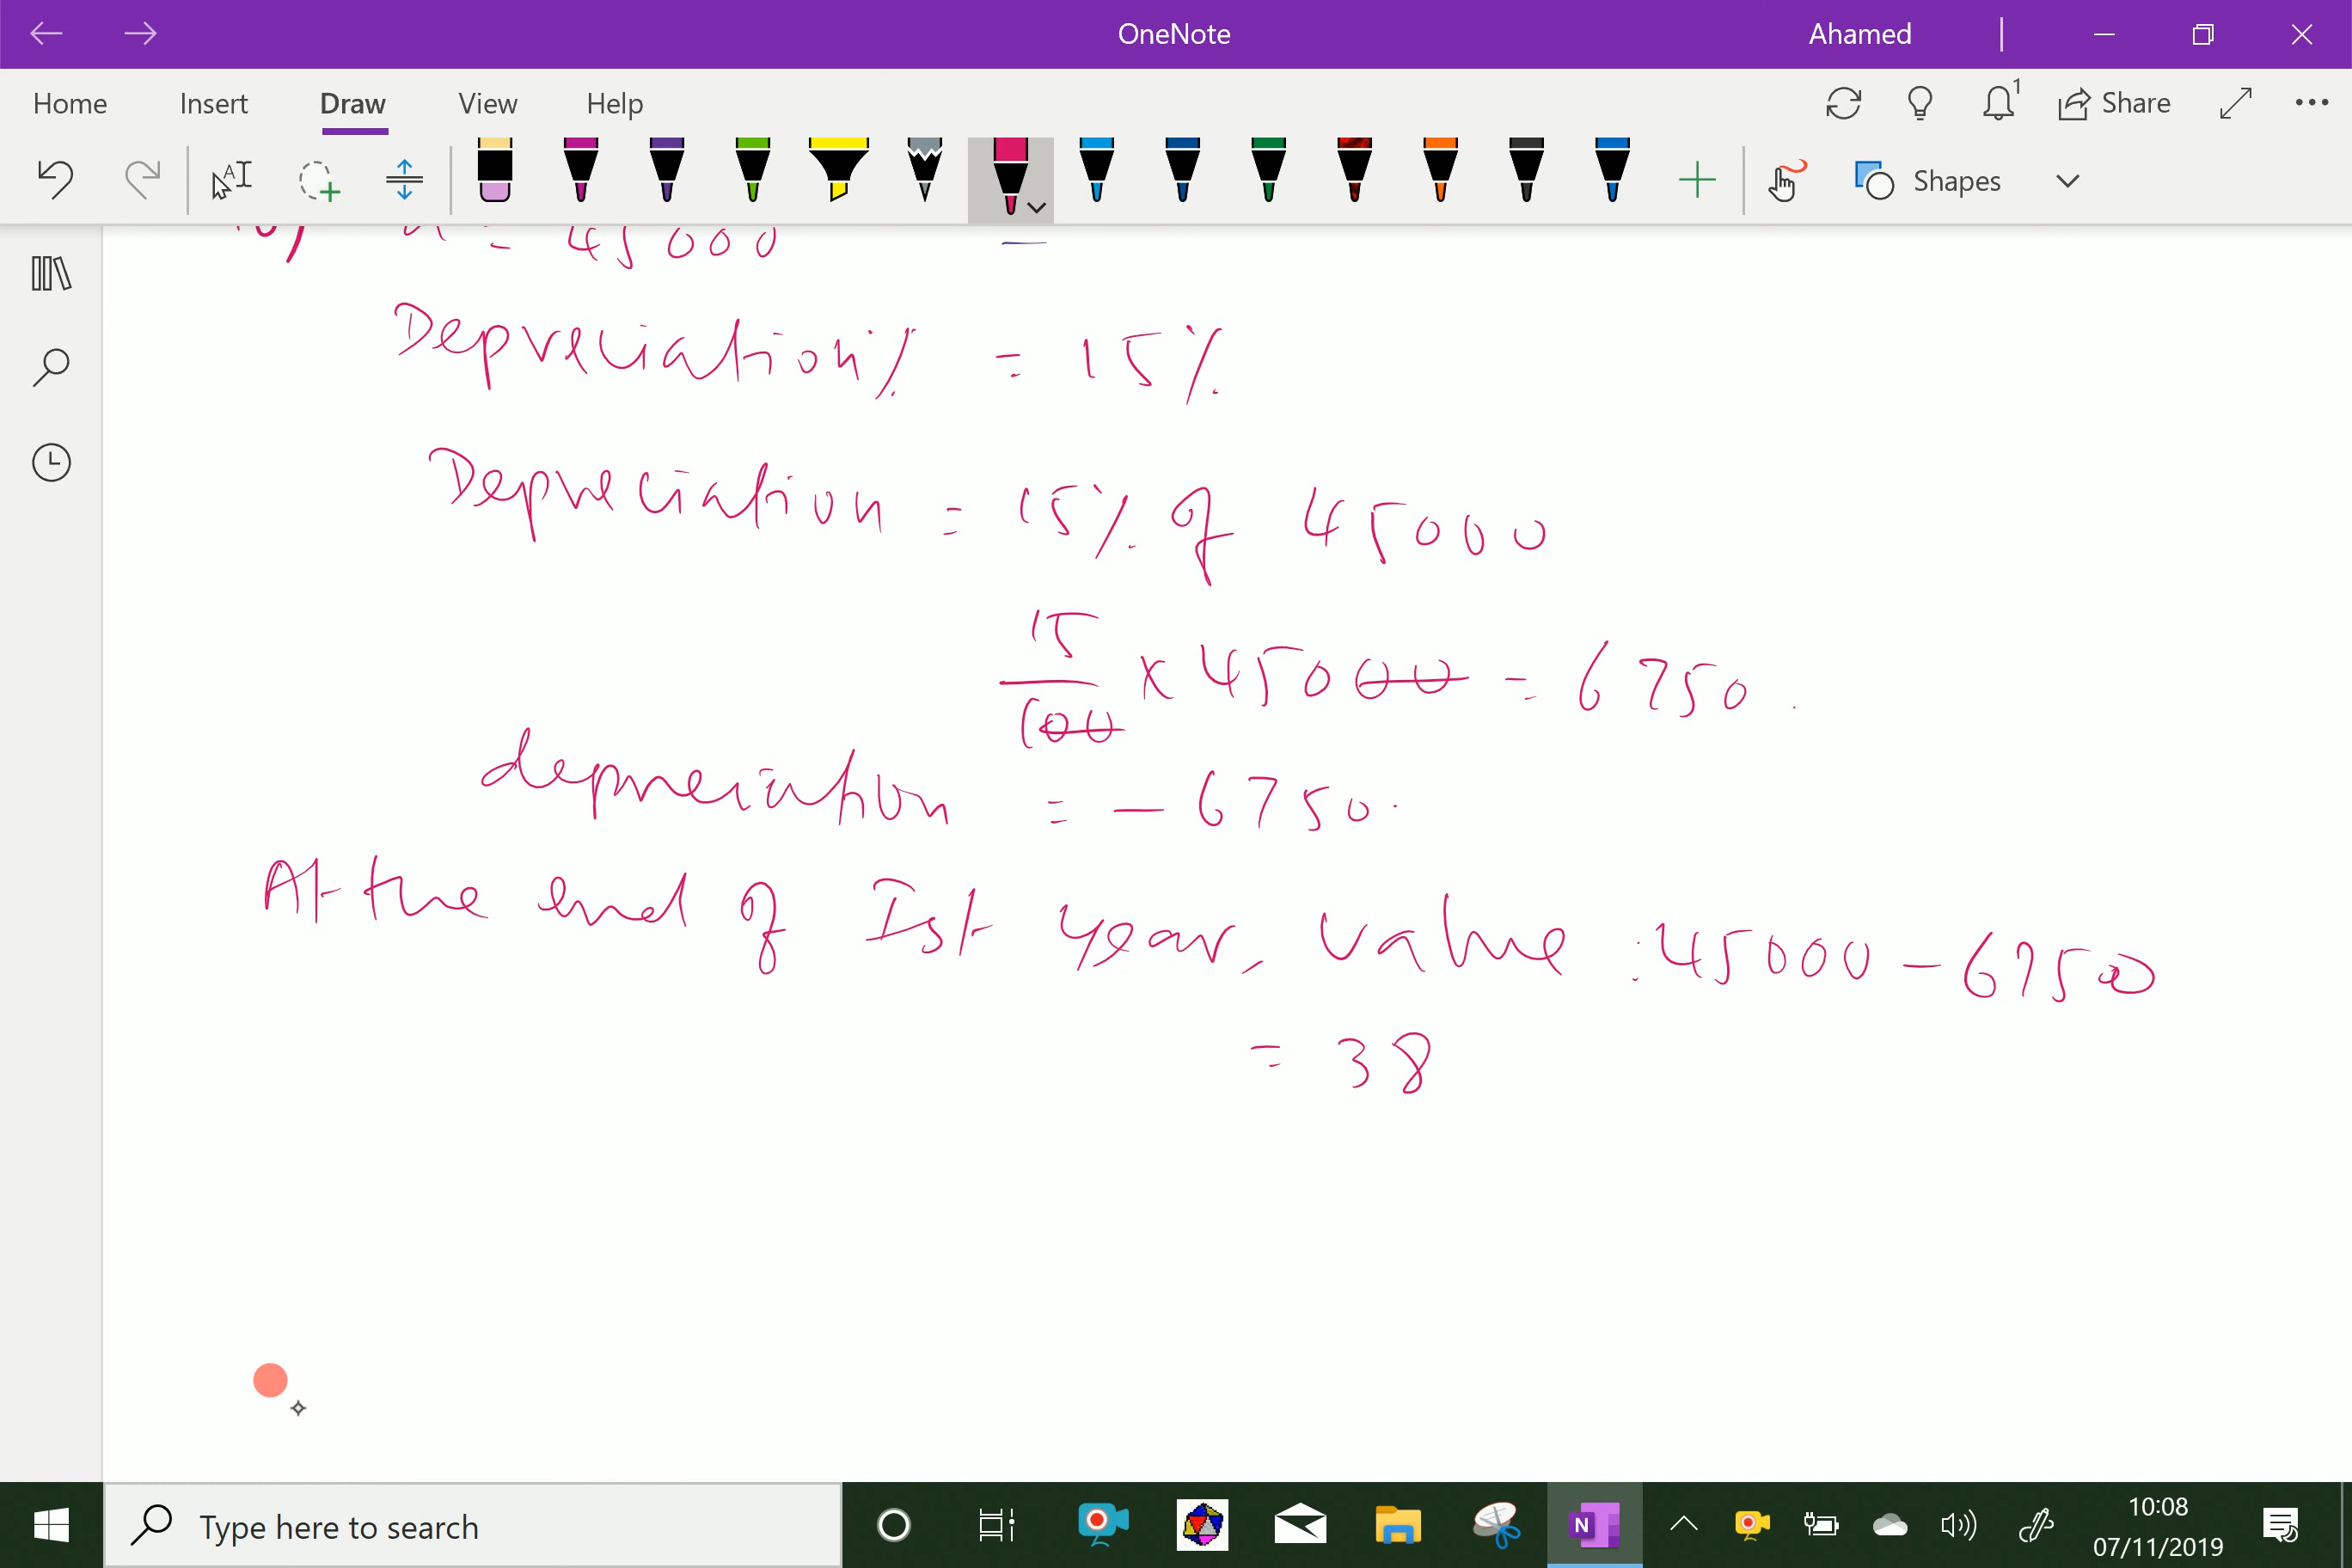 OneNote
Ahamed
Home Insert Draw View Help
1 Share
Shapes
= 45000
Depreciation% = 15%
Depreciation = 15% of 45000
15/100 x 45000 = 6750.
depreciation = - 6750.
At the end of Ist year, value : 45000 - 6750
= 38
Type here to search
N
10:08
07/11/2019